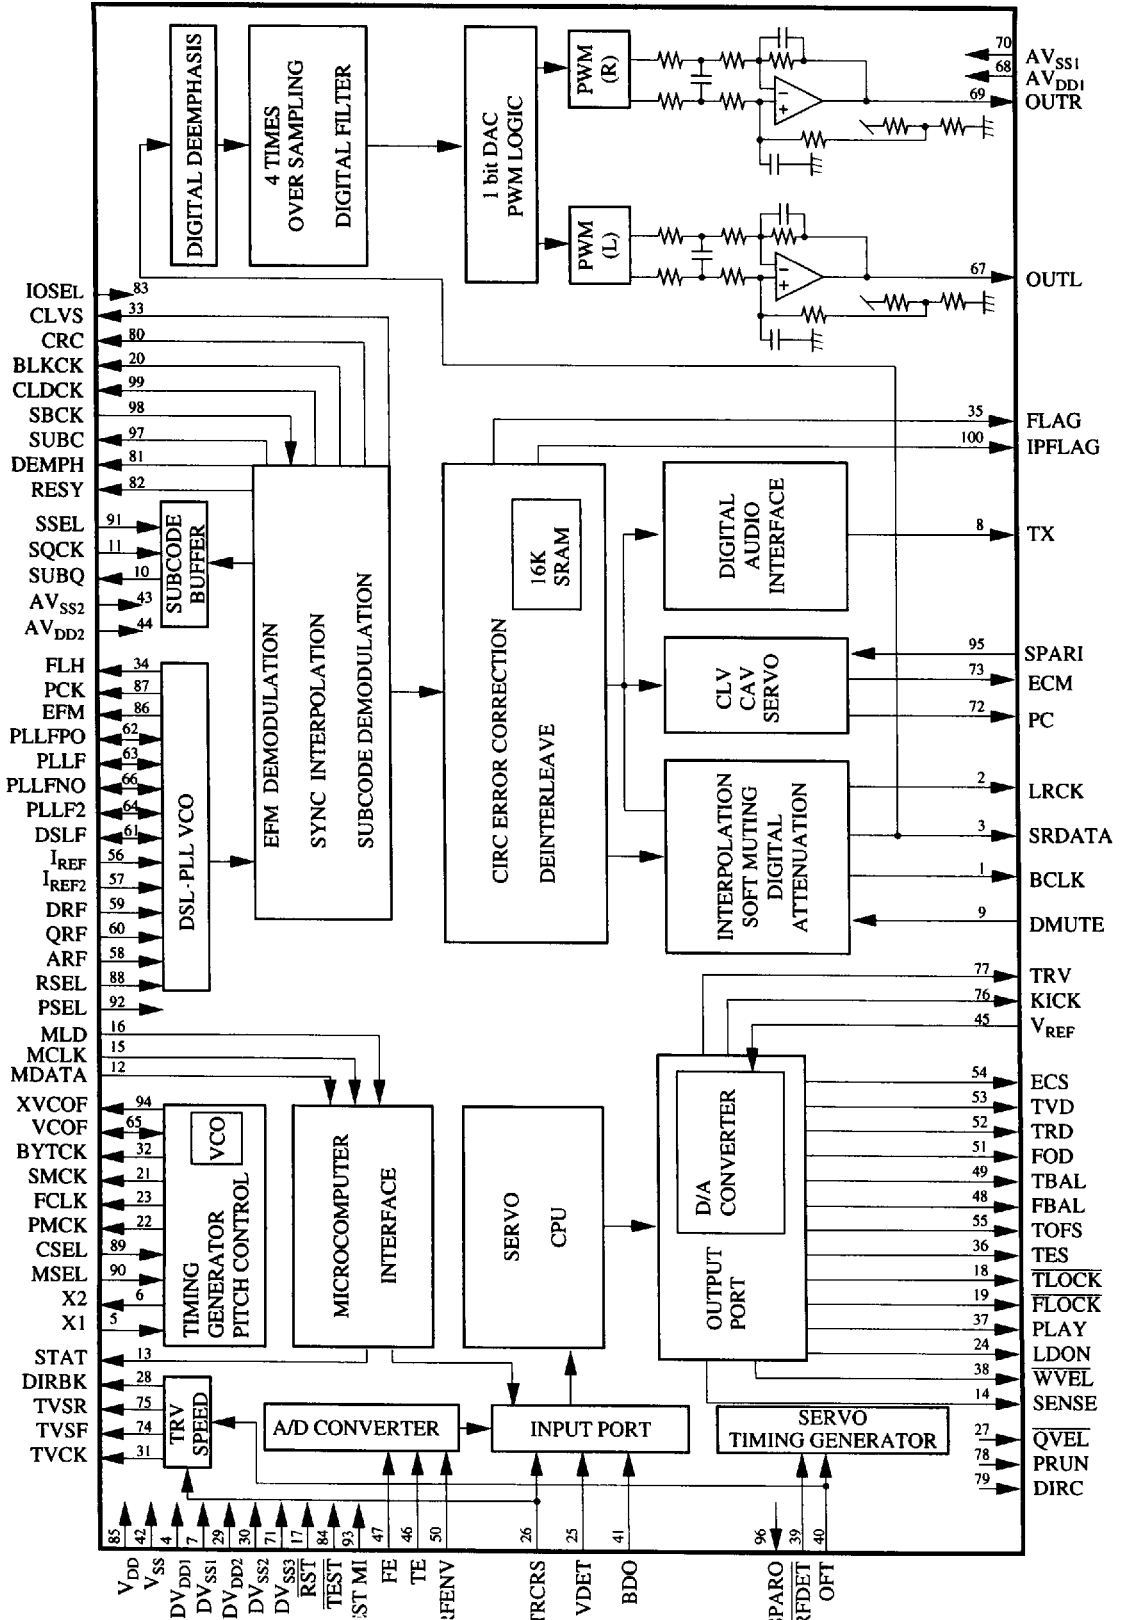 DIGITAL DEEMPHASIS
4 TIMES
OVER SAMPLING
DIGITAL FILTER
1 bit DAC
PWM LOGIC
PWM
(R)
PWM
(L)
70 AVSS1
68 AVDD1
69 OUTR
67 OUTL
IOSEL 83
CLVS 33
CRC 80
BLKCK 20
CLDCK 99
SBCK 98
SUBC 97
DEMPH 81
RESY 82
SSEL 91
SQCK 11
SUBQ 10
AVSS2 43
AVDD2 44
FLH 34
PCK 87
EFM 86
PLLFPO 62
PLLF 63
PLLFNO 66
PLLF2 64
DSLF 61
IREF 56
IREF2 57
DRF 59
QRF 60
ARF 58
RSEL 88
PSEL 92
MLD 16
MCLK 15
MDATA 12
XVCOF 94
VCOF 65
BYTCK 32
SMCK 21
FCLK 23
PMCK 22
CSEL 89
MSEL 90
X2 6
X1 5
STAT 13
DIRBK 28
TVSR 75
TVSF 74
TVCK 31
SUBCODE
BUFFER
DSL-PLL VCO
EFM DEMODULATION
SYNC INTERPOLATION
SUBCODE DEMODULATION
CIRC ERROR CORRECTION
DEINTERLEAVE
16K
SRAM
DIGITAL
AUDIO
INTERFACE
CLV
CAV
SERVO
INTERPOLATION
SOFT MUTING
DIGITAL
ATTENUATION
35 FLAG
100 IPFLAG
8 TX
95 SPARI
73 ECM
72 PC
2 LRCK
3 SRDATA
1 BCLK
9 DMUTE
77 TRV
76 KICK
45 VREF
54 ECS
53 TVD
52 TRD
51 FOD
49 TBAL
48 FBAL
55 TOFS
36 TES
18 TLOCK
19 FLOCK
37 PLAY
24 LDON
38 WVEL
14 SENSE
27 QVEL
78 PRUN
79 DIRC
VCO
TIMING
GENERATOR
PITCH CONTROL
MICROCOMPUTER
INTERFACE
SERVO
CPU
D/A
CONVERTER
OUTPUT
PORT
TRV
SPEED
A/D CONVERTER
INPUT PORT
SERVO
TIMING GENERATOR
85 VDD
42 VSS
4 DVDD1
7 DVSS1
29 DVDD2
30 DVSS2
71 DVSS3
17 RST
84 TEST
93 EST MI
47 FE
46 TE
50 RFENV
26 TRCRS
25 VDET
41 BDO
96 SPARO
39 RFDET
40 OFT